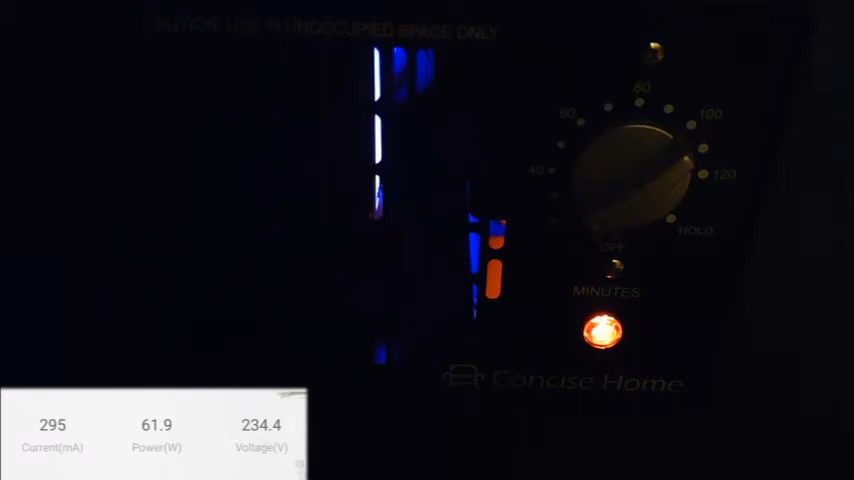 CAUTION: USE IN UNOCCUPIED SPACE ONLY
80
60
100
40
120
HOLD
OFF
MINUTES
Concise Home
295 61.9 234.4
Current(mA) Power(W) Voltage(V)